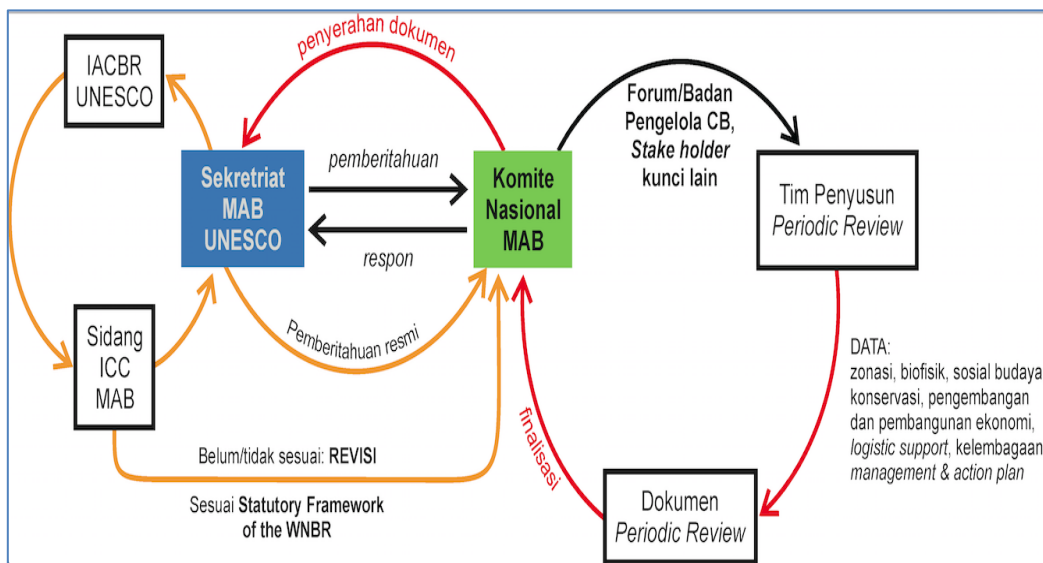 penyerahan dokumen
IACBR
UNESCO
Sekretriat
MAB
UNESCO
pemberitahuan
respon
Komite
Nasional
MAB
Forum/Badan
Pengelola CB,
Stake holder
kunci lain
Tim Penyusun
Periodic Review
Sidang
ICC
MAB
Pemberitahuan resmi
DATA:
zonasi, biofisik, sosial budaya
konservasi, pengembangan
dan pembangunan ekonomi,
logistic support, kelembagaan
management & action plan
finalisasi
Belum/tidak sesuai: REVISI
Sesuai Statutory Framework
of the WNBR
Dokumen
Periodic Review